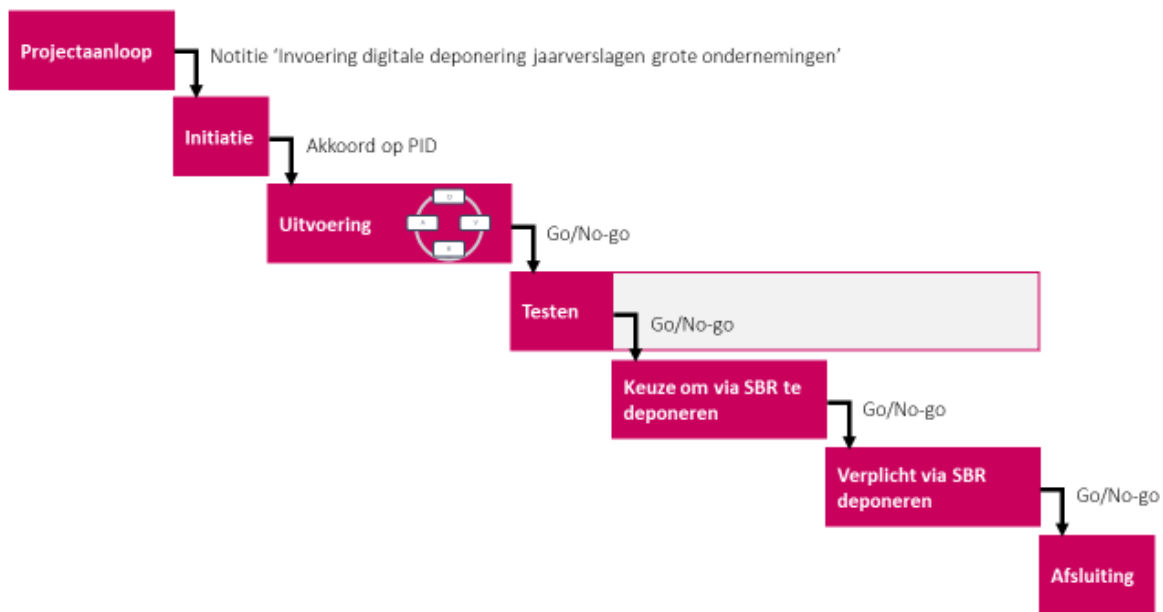 Projectaanloop
Notitie ‘Invoering digitale deponering jaarverslagen grote ondernemingen’
Initiatie
Akkoord op PID
Uitvoering
Go/No-go
Testen
Go/No-go
Keuze om via SBR te
deponeren
Go/No-go
Verplicht via SBR
deponeren
Go/No-go
Afsluiting